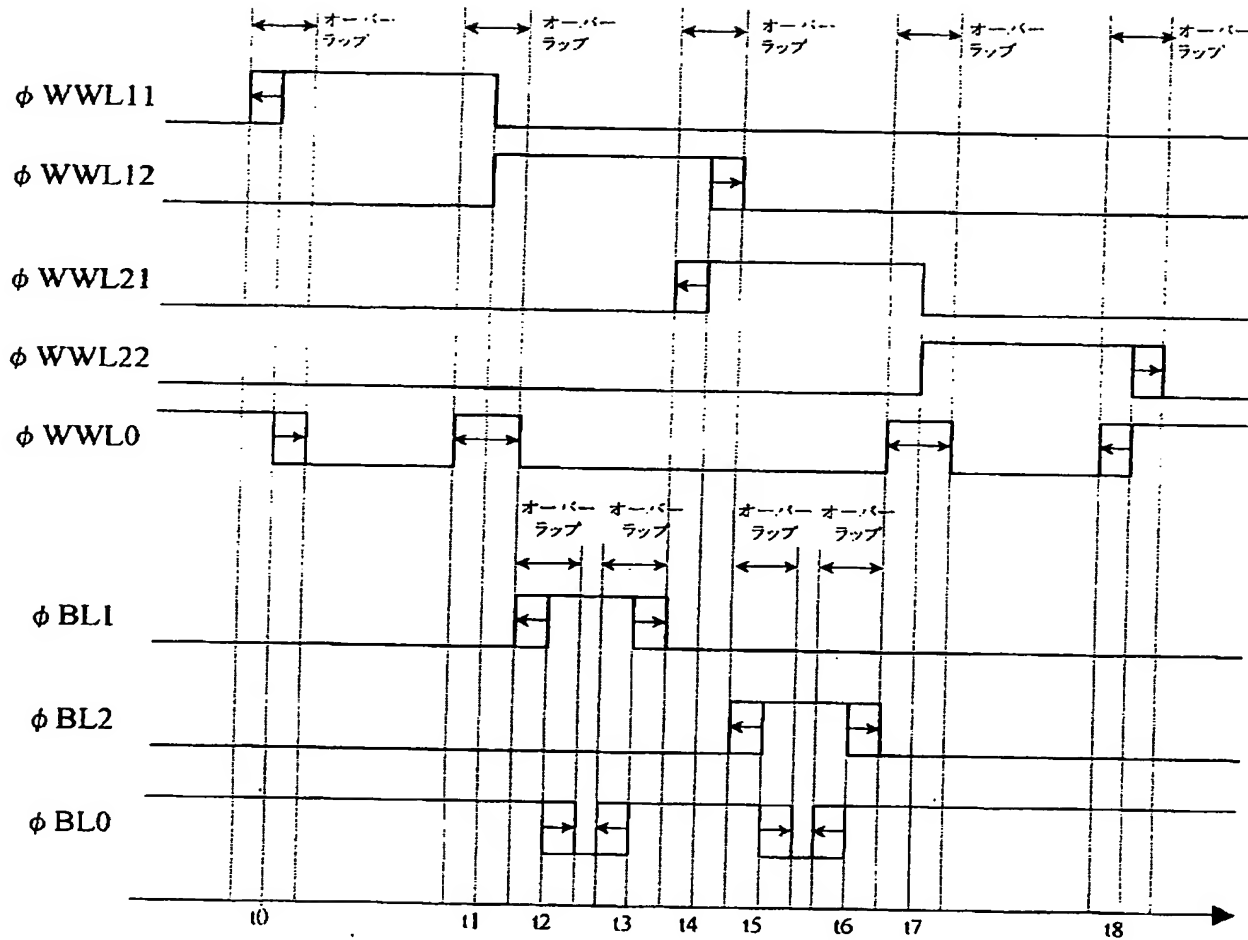 オーバー
ラップ
オーバー
ラップ
オーバー
ラップ
オーバー
ラップ
オーバー
ラップ
φ WWL11
φ WWL12
φ WWL21
φ WWL22
φ WWL0
オーバー
ラップ
オーバー
ラップ
オーバー
ラップ
オーバー
ラップ
φ BL1
φ BL2
φ BL0
t0 t1 t2 t3 t4 t5 t6 t7 t8